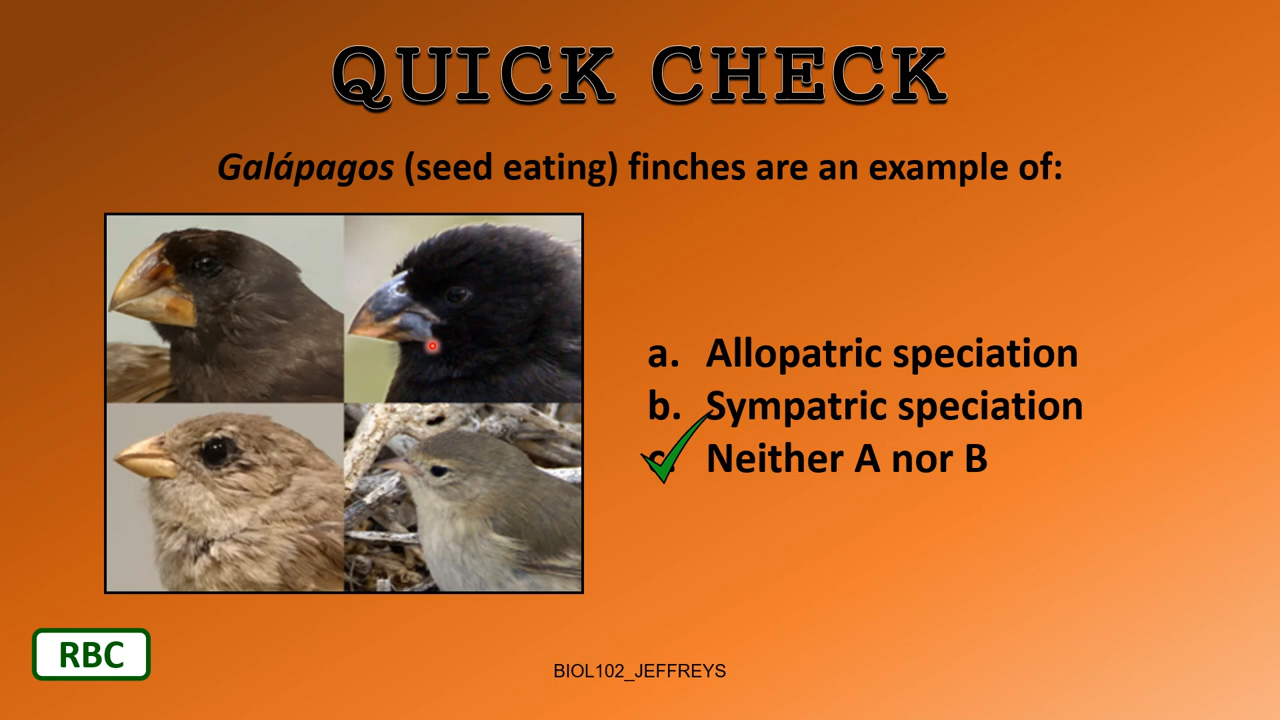 QUICK CHECK
Galápagos (seed eating) finches are an example of:
a. Allopatric speciation
b. Sympatric speciation
c. Neither A nor B
RBC
BIOL102_JEFFREYS